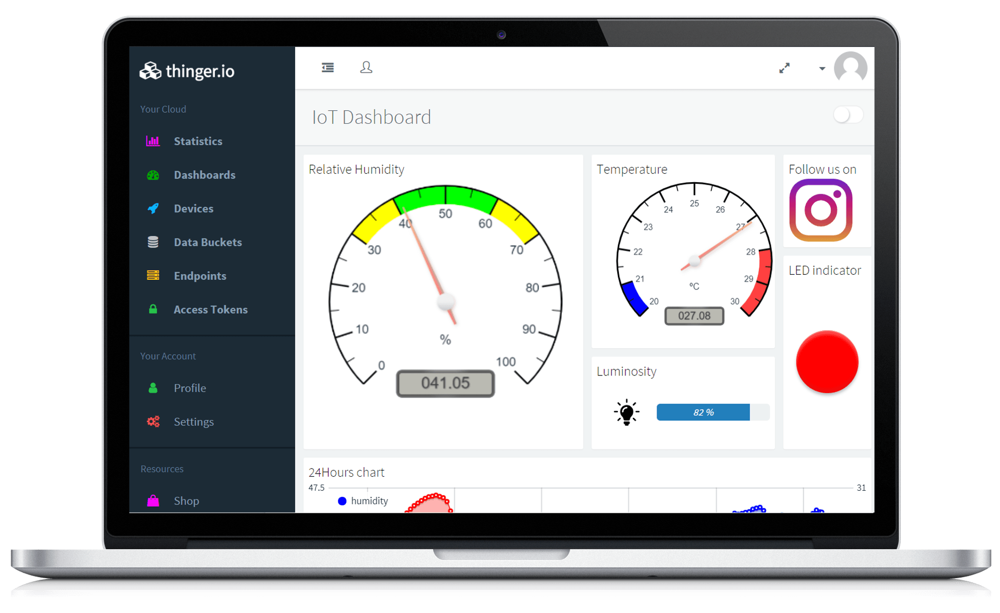 thinger.io
Your Cloud
Statistics
Dashboards
Devices
Data Buckets
Endpoints
Access Tokens
Your Account
Profile
Settings
Resources
Shop
IoT Dashboard
Relative Humidity
0
10
20
30
40
50
60
70
80
90
100
%
041.05
Temperature
20
21
22
23
24
25
26
27
28
29
30
ºC
027.08
Follow us on
LED indicator
Luminosity
82 %
24Hours chart
47.5
31
humidity